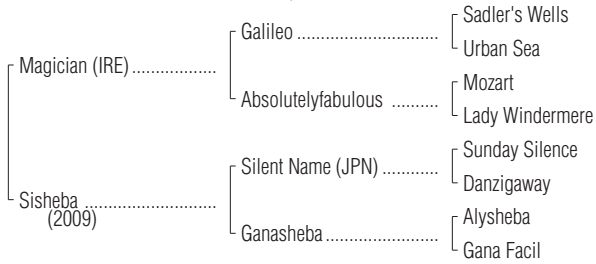 Sadler's Wells
Galileo ................................
Urban Sea
Magician (IRE) ..................
Mozart
Absolutelyfabulous ..........
Lady Windermere
Sunday Silence
Silent Name (JPN) ............
Danzigaway
Sisheba ............................
(2009)
Alysheba
Ganasheba ........................
Gana Facil